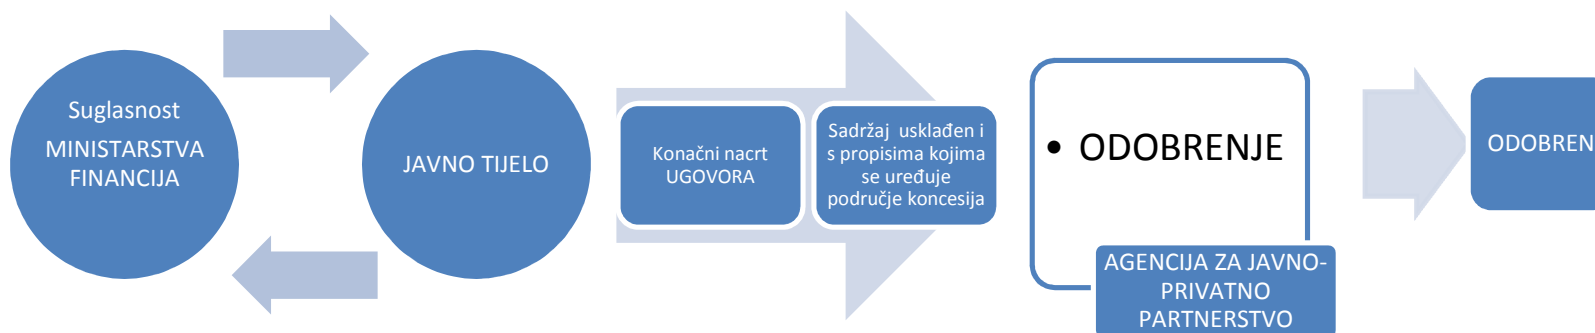 Suglasnost
MINISTARSTVA
FINANCIJA
JAVNO TIJELO
Konačni nacrt
UGOVORA
Sadržaj usklađen i
s propisima kojima
se uređuje
područje koncesija
• ODOBRENJE
AGENCIJA ZA JAVNO-
PRIVATNO
PARTNERSTVO
ODOBREN